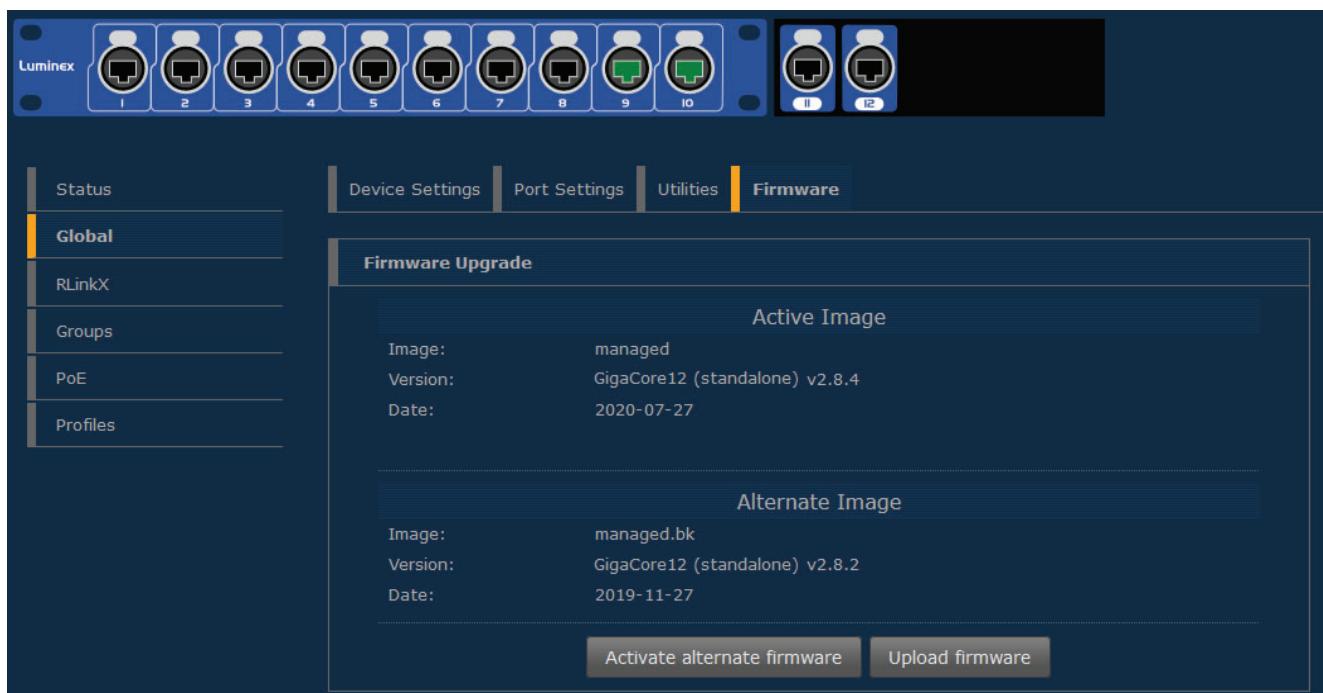 Luminex
1 2 3 4 5 6 7 8 9 10 11 12
Status
Global
RLinkX
Groups
PoE
Profiles
Device Settings Port Settings Utilities Firmware
Firmware Upgrade
Active Image
Image: managed
Version: GigaCore12 (standalone) v2.8.4
Date: 2020-07-27
Alternate Image
Image: managed.bk
Version: GigaCore12 (standalone) v2.8.2
Date: 2019-11-27
Activate alternate firmware Upload firmware